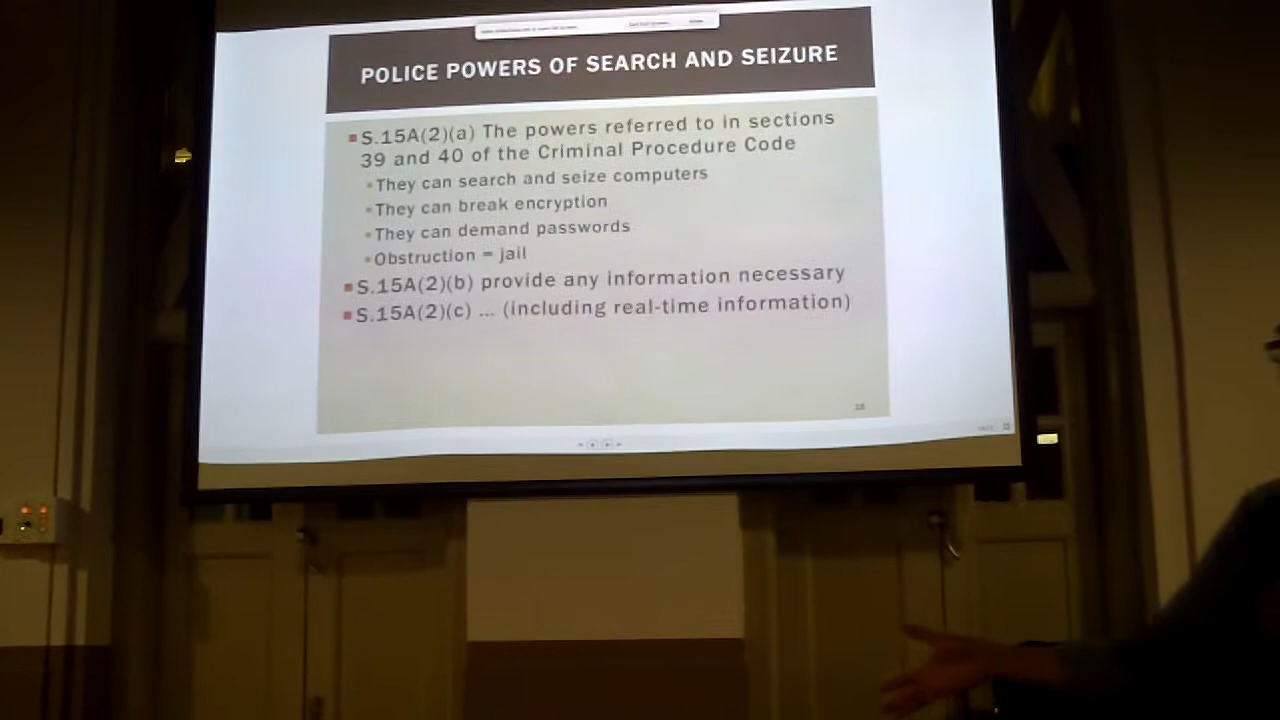 POLICE POWERS OF SEARCH AND SEIZURE
▪S.15A(2)(a) The powers referred to in sections
39 and 40 of the Criminal Procedure Code
▪They can search and seize computers
▪They can break encryption
▪They can demand passwords
▪Obstruction = jail
▪S.15A(2)(b) provide any information necessary
▪S.15A(2)(c) ... (including real-time information)